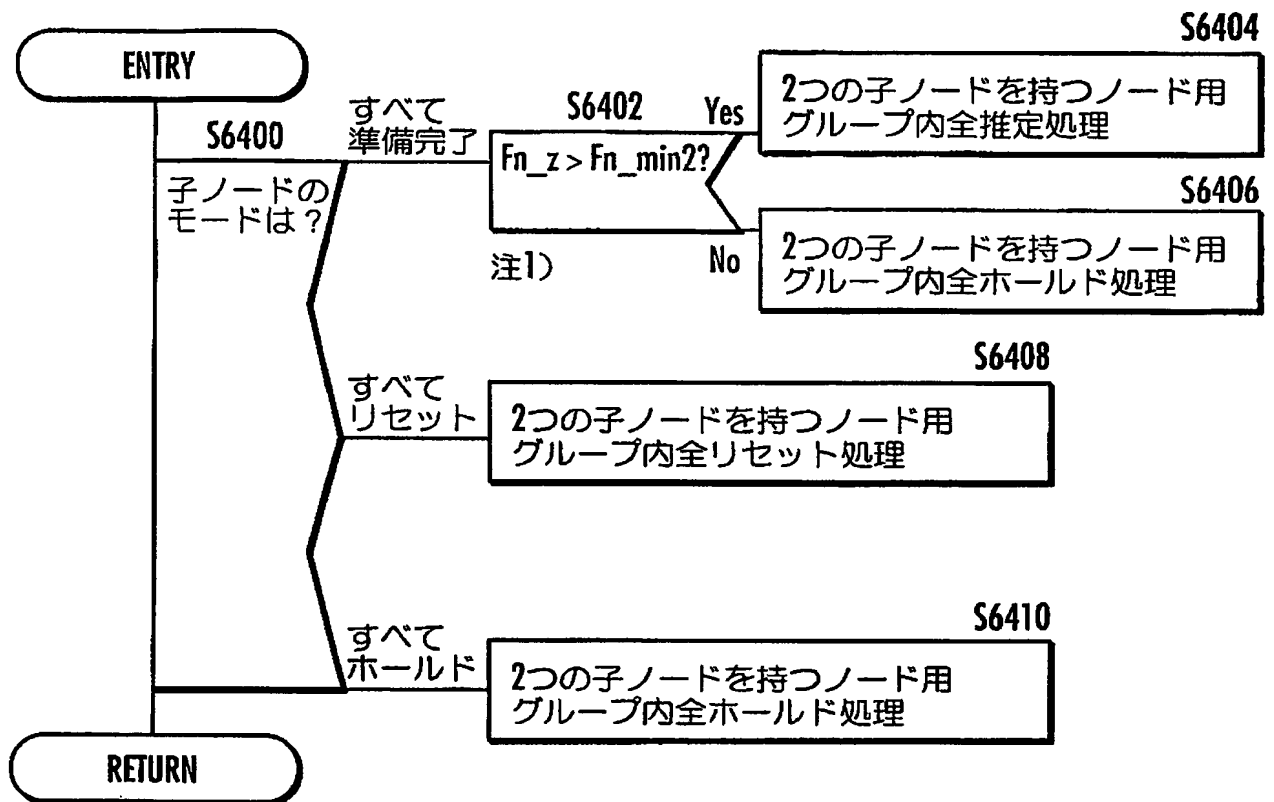 ENTRY
S6400
子ノードの
モードは?
すべて
準備完了
S6402
Fn_z > Fn_min2?
注1)
Yes
No
S6404
2つの子ノードを持つノード用
グループ内全推定処理
S6406
2つの子ノードを持つノード用
グループ内全ホールド処理
すべて
リセット
S6408
2つの子ノードを持つノード用
グループ内全リセット処理
すべて
ホールド
S6410
2つの子ノードを持つノード用
グループ内全ホールド処理
RETURN